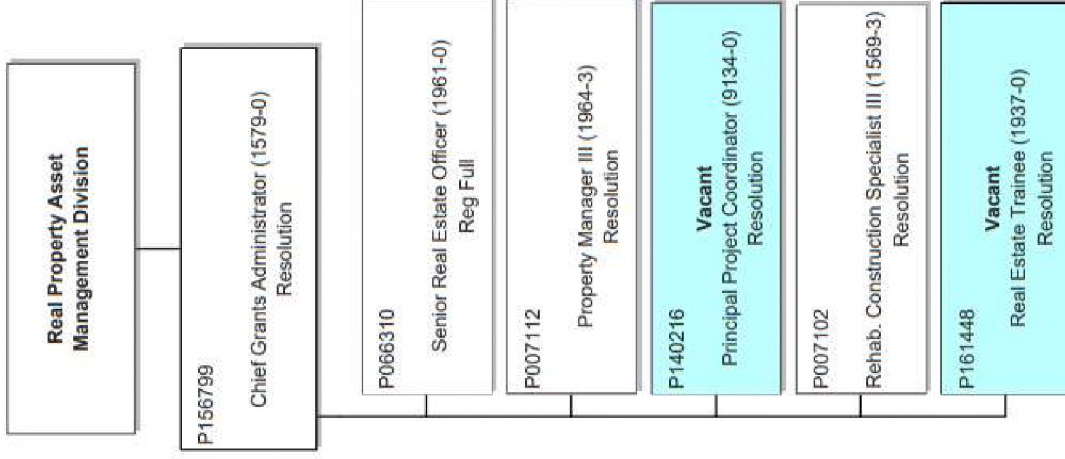 Real Property Asset
Management Division
P156799
Chief Grants Administrator (1579-0)
Resolution
P066310
Senior Real Estate Officer (1961-0)
Reg Full
P007112
Property Manager III (1964-3)
Resolution
P140216
Vacant
Principal Project Coordinator (9134-0)
Resolution
P007102
Rehab. Construction Specialist III (1569-3)
Resolution
P161448
Vacant
Real Estate Trainee (1937-0)
Resolution